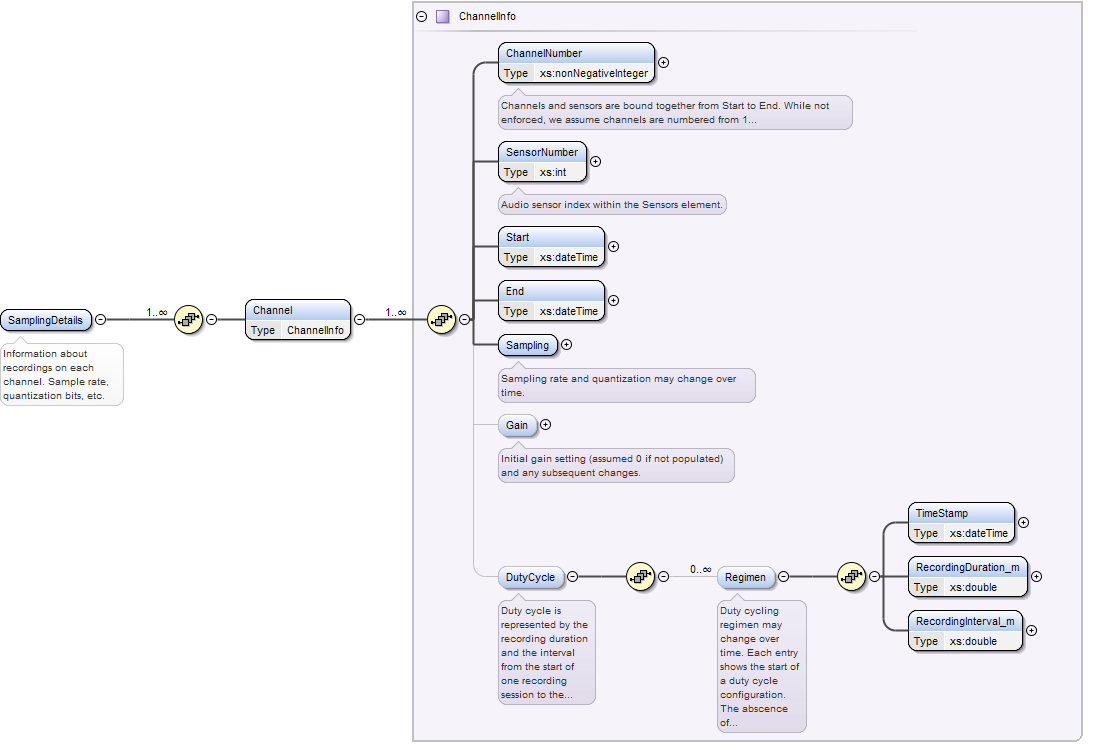 ChannelInfo
ChannelNumber
Type xs:nonNegativeInteger
Channels and sensors are bound together from Start to End. While not
enforced, we assume channels are numbered from 1...
SensorNumber
Type xs:int
Audio sensor index within the Sensors element.
Start
Type xs:dateTime
End
Type xs:dateTime
SamplingDetails
1..∞
Channel
Type ChannelInfo
1..∞
Information about
recordings on each
channel. Sample rate,
quantization bits, etc.
Sampling
Sampling rate and quantization may change over
time.
Gain
Initial gain setting (assumed 0 if not populated)
and any subsequent changes.
DutyCycle
Duty cycle is
represented by the
recording duration
and the interval
from the start of
one recording
session to the...
0..∞
Regimen
Duty cycling
regimen may
change over
time. Each entry
shows the start of
a duty cycle
configuration.
The abscence
of...
TimeStamp
Type xs:dateTime
RecordingDuration_m
Type xs:double
RecordingInterval_m
Type xs:double